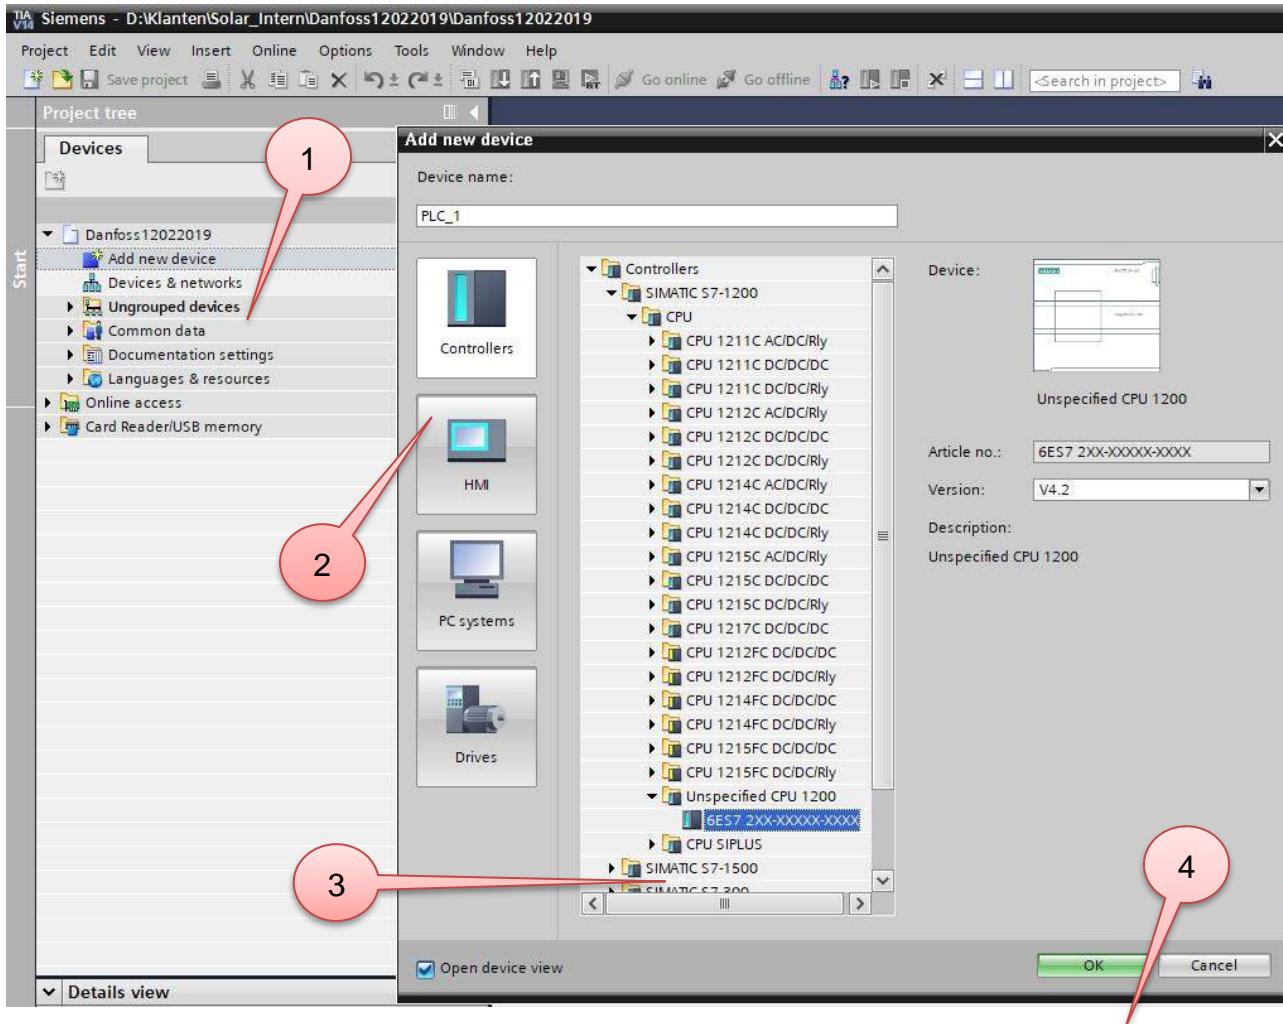 TIA V14 Siemens - D:\Klanten\Solar_Intern\Danfoss12022019\Danfoss12022019
Project Edit View Insert Online Options Tools Window Help
Save project Go online Go offline <Search in project>
Project tree
Add new device
Devices
1
Device name:
PLC_1
Start
Danfoss12022019
Add new device
Devices & networks
Ungrouped devices
Common data
Documentation settings
Languages & resources
Online access
Card Reader/USB memory
Controllers
HMI
2
PC systems
Drives
Controllers
SIMATIC S7-1200
CPU
CPU 1211C AC/DC/Rly
CPU 1211C DC/DC/DC
CPU 1211C DC/DC/Rly
CPU 1212C AC/DC/Rly
CPU 1212C DC/DC/DC
CPU 1212C DC/DC/Rly
CPU 1214C AC/DC/Rly
CPU 1214C DC/DC/DC
CPU 1214C DC/DC/Rly
CPU 1215C AC/DC/Rly
CPU 1215C DC/DC/DC
CPU 1215C DC/DC/Rly
CPU 1217C DC/DC/DC
CPU 1212FC DC/DC/DC
CPU 1212FC DC/DC/Rly
CPU 1214FC DC/DC/DC
CPU 1214FC DC/DC/Rly
CPU 1215FC DC/DC/DC
CPU 1215FC DC/DC/Rly
Unspecified CPU 1200
6ES7 2XX-XXXXX-XXXX
CPU SIPLUS
SIMATIC S7-1500
SIMATIC S7-300
3
Device:
Unspecified CPU 1200
Article no.: 6ES7 2XX-XXXXX-XXXX
Version: V4.2
Description:
Unspecified CPU 1200
4
Open device view
OK Cancel
Details view